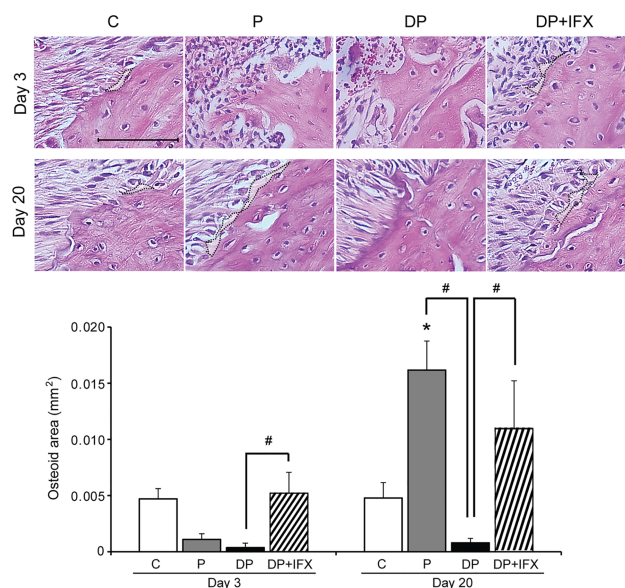 C P DP DP+IFX
Day 3
Day 20
# #
*
0.020
0.015
#
0.010
0.005
0
Osteoid area (mm²)
C P DP DP+IFX C P DP DP+IFX
Day 3 Day 20